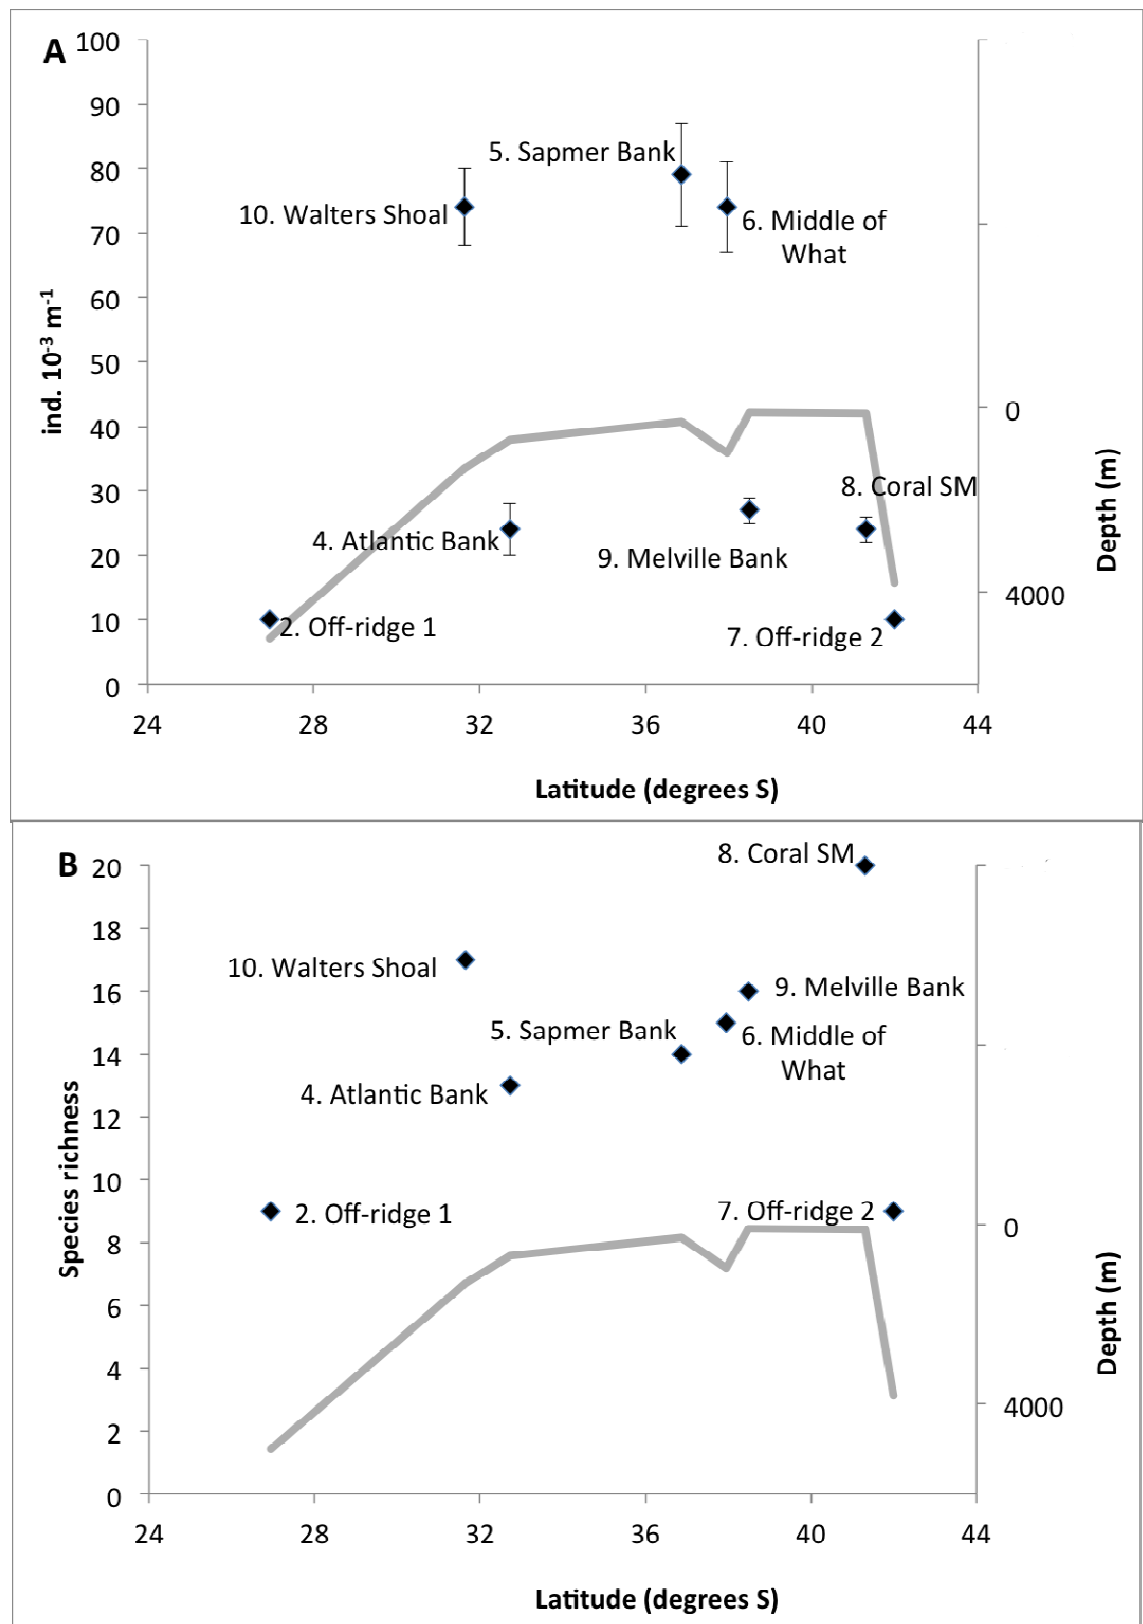 A
100
90
80
70
60
50
40
30
20
10
0
ind. 10-3 m-1
5. Sapmer Bank
10. Walters Shoal
6. Middle of
What
0
8. Coral SM
4. Atlantic Bank
9. Melville Bank
4000
2. Off-ridge 1
7. Off-ridge 2
Depth (m)
24
28
32
36
40
44
Latitude (degrees S)
B
20
18
16
14
12
10
8
6
4
2
0
Species richness
8. Coral SM
10. Walters Shoal
9. Melville Bank
5. Sapmer Bank
6. Middle of
What
4. Atlantic Bank
2. Off-ridge 1
7. Off-ridge 2
0
4000
Depth (m)
24
28
32
36
40
44
Latitude (degrees S)